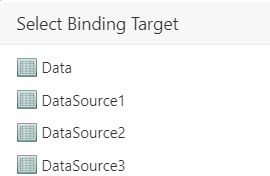 Select Binding Target
Data
DataSource1
DataSource2
DataSource3